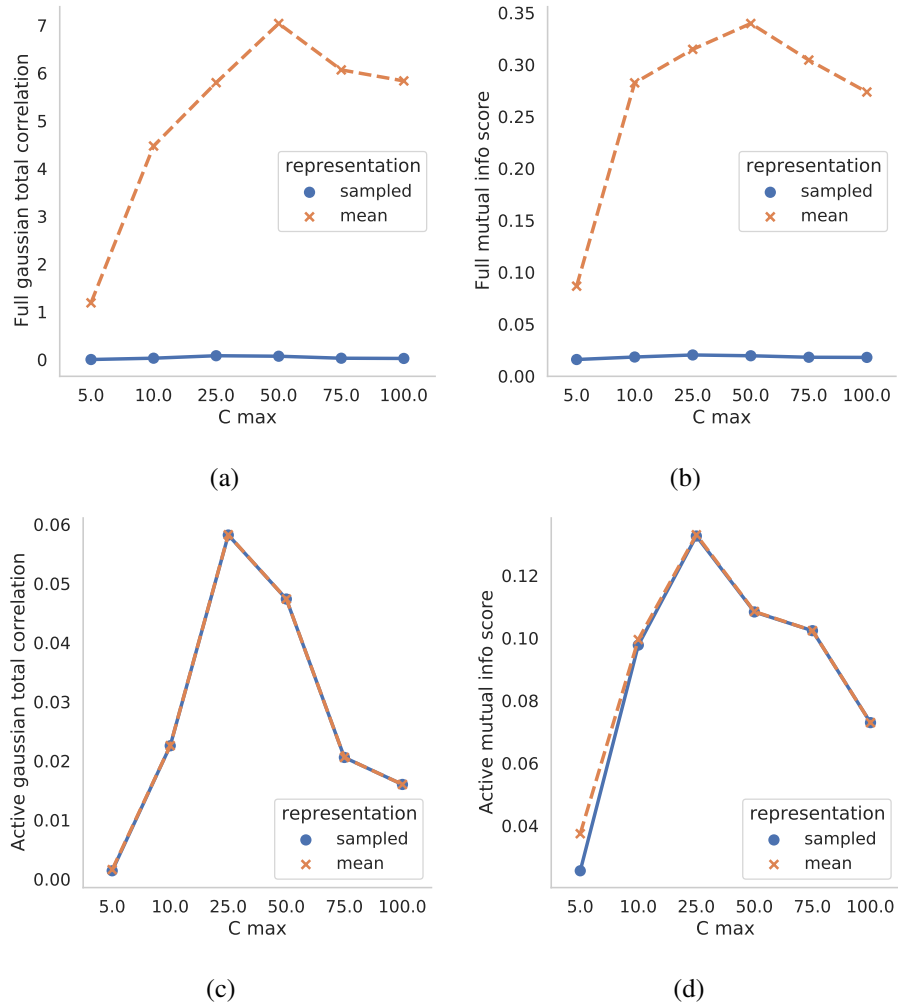 Full gaussian total correlation
7
6
5
4
3
2
1
0
representation
sampled
mean
5.0 10.0 25.0 50.0 75.0 100.0
C max
(a)
Full mutual info score
0.35
0.30
0.25
0.20
0.15
0.10
0.05
0.00
representation
sampled
mean
5.0 10.0 25.0 50.0 75.0 100.0
C max
(b)
Active gaussian total correlation
0.06
0.05
0.04
0.03
0.02
0.01
0.00
representation
sampled
mean
5.0 10.0 25.0 50.0 75.0 100.0
C max
(c)
Active mutual info score
0.12
0.10
0.08
0.06
0.04
representation
sampled
mean
5.0 10.0 25.0 50.0 75.0 100.0
C max
(d)